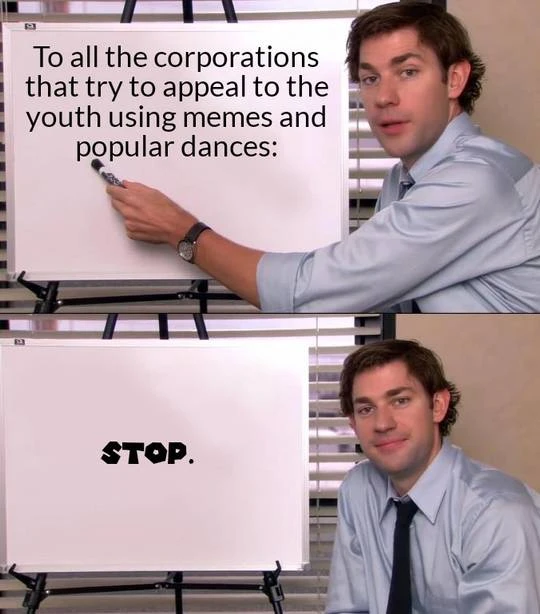 To all the corporations
that try to appeal to the
youth using memes and
popular dances:
STOP.